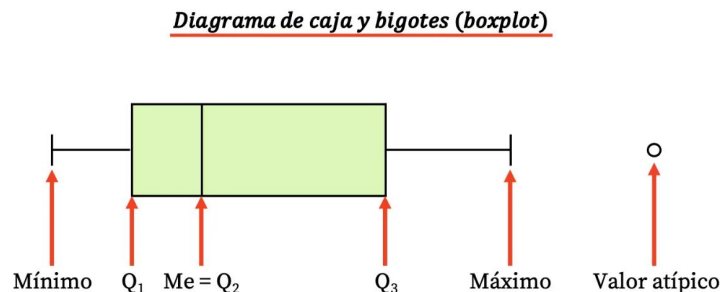 Diagrama de caja y bigotes (boxplot)
Mínimo Q₁ Me = Q₂ Q₃ Máximo Valor atípico